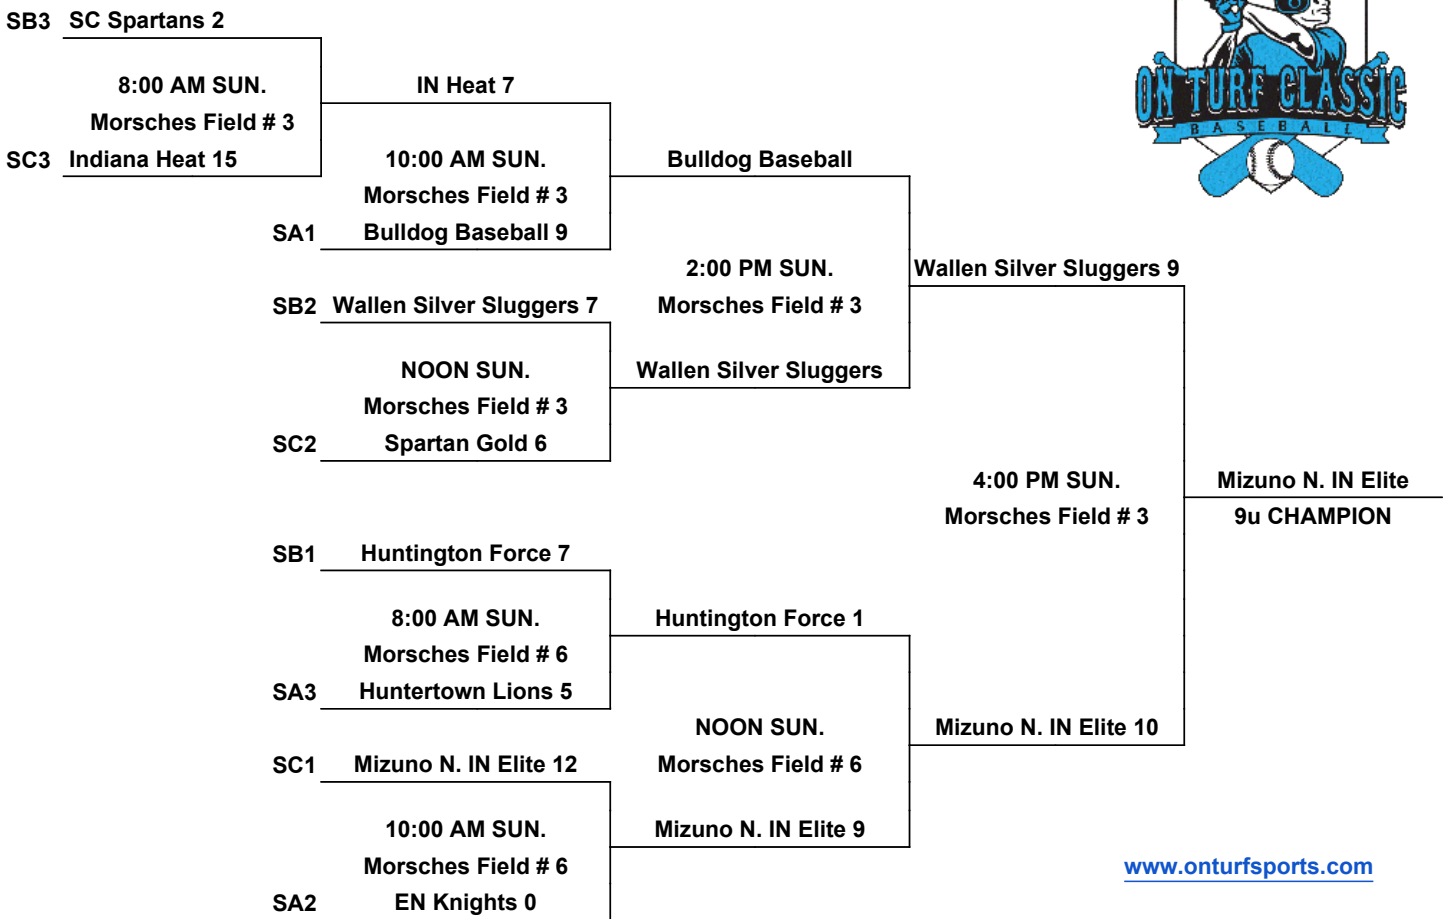 SB3 SC Spartans 2
8:00 AM SUN.
IN Heat 7
Morsches Field # 3
SC3 Indiana Heat 15
10:00 AM SUN.
Bulldog Baseball
Morsches Field # 3
SA1 Bulldog Baseball 9
2:00 PM SUN.
Wallen Silver Sluggers 9
SB2 Wallen Silver Sluggers 7
Morsches Field # 3
NOON SUN.
Wallen Silver Sluggers
Morsches Field # 3
SC2 Spartan Gold 6
4:00 PM SUN.
Mizuno N. IN Elite
Morsches Field # 3
9u CHAMPION
SB1 Huntington Force 7
8:00 AM SUN.
Huntington Force 1
Morsches Field # 6
SA3 Huntertown Lions 5
NOON SUN.
Mizuno N. IN Elite 10
SC1 Mizuno N. IN Elite 12
Morsches Field # 6
10:00 AM SUN.
Mizuno N. IN Elite 9
Morsches Field # 6
SA2 EN Knights 0
ON TURF CLASSIC
BASEBALL
www.onturfsports.com